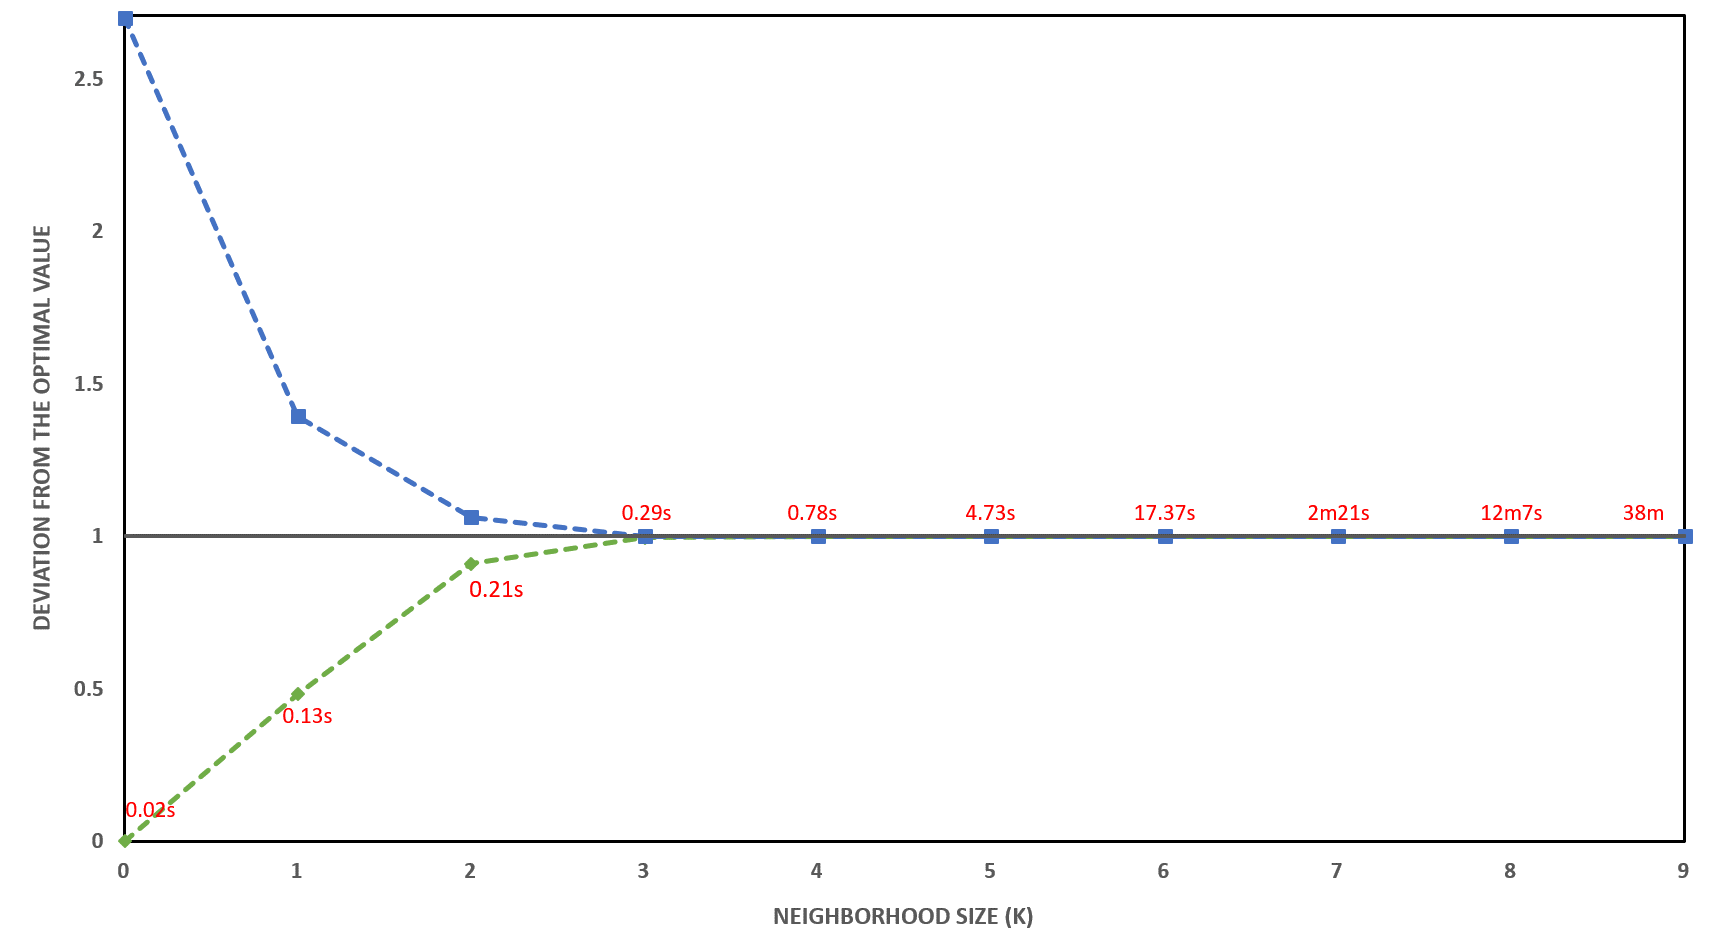 2.5
2
1.5
1
0.5
0
DEVIATION FROM THE OPTIMAL VALUE
0.29s 0.78s 4.73s 17.37s 2m21s 12m7s 38m
0.21s
0.13s
0.02s
0 1 2 3 4 5 6 7 8 9
NEIGHBORHOOD SIZE (K)